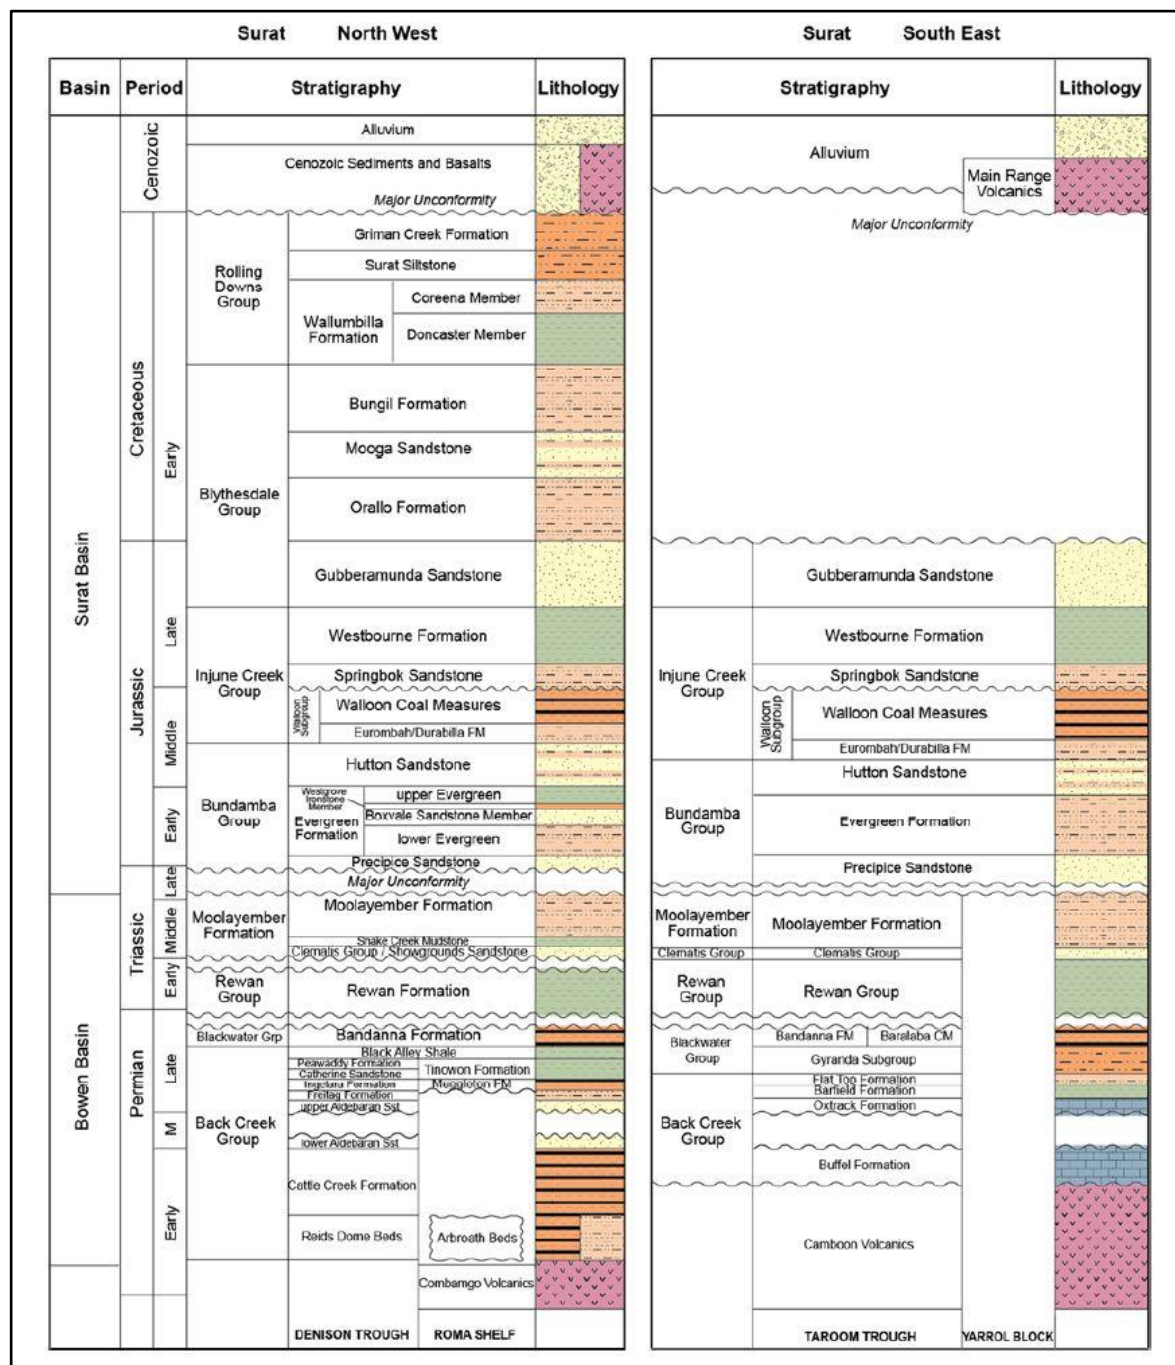 Surat North West
Surat South East
Basin Period Stratigraphy Lithology
Stratigraphy Lithology
Surat Basin
Bowen Basin
Cenozoic
Cretaceous
Early
Jurassic
Late
Middle
Early
Triassic
Late
Middle
Early
Permian
Late
M
Early
Alluvium
Cenozoic Sediments and Basalts
Major Unconformity
Rolling
Downs
Group
Griman Creek Formation
Surat Siltstone
Wallumbilla
Formation
Coreena Member
Doncaster Member
Blythesdale
Group
Bungil Formation
Mooga Sandstone
Orallo Formation
Gubberamunda Sandstone
Injune Creek
Group
Westbourne Formation
Springbok Sandstone
Walloon
Subgroup
Walloon Coal Measures
Eurombah/Durabilla FM
Bundamba
Group
Hutton Sandstone
Westgrove
Ironstone
Member
Evergreen
Formation
upper Evergreen
Boxvale Sandstone Member
lower Evergreen
Precipice Sandstone
Major Unconformity
Moolayember
Formation
Moolayember Formation
Snake Creek Mudstone
Clematis Group / Showgrounds Sandstone
Rewan
Group
Rewan Formation
Blackwater Grp
Bandanna Formation
Back Creek
Group
Black Alley Shale
Peawaddy Formation
Catherine Sandstone
Ingelara Formation
Freitag Formation
upper Aldebaran Sst
lower Aldebaran Sst
Tinowon Formation
Muggleton FM
Cattle Creek Formation
Reids Dome Beds
Arbroath Beds
Combarngo Volcanics
DENISON TROUGH
ROMA SHELF
Alluvium
Main Range
Volcanics
Major Unconformity
Gubberamunda Sandstone
Injune Creek
Group
Westbourne Formation
Springbok Sandstone
Walloon
Subgroup
Walloon Coal Measures
Eurombah/Durabilla FM
Bundamba
Group
Hutton Sandstone
Evergreen Formation
Precipice Sandstone
Moolayember
Formation
Moolayember Formation
Clematis Group
Clematis Group
Rewan
Group
Rewan Group
Blackwater
Group
Bandanna FM
Baralaba CM
Gyranda Subgroup
Back Creek
Group
Flat Top Formation
Barfield Formation
Oxtrack Formation
Buffel Formation
Camboon Volcanics
TAROOM TROUGH
YARROL BLOCK